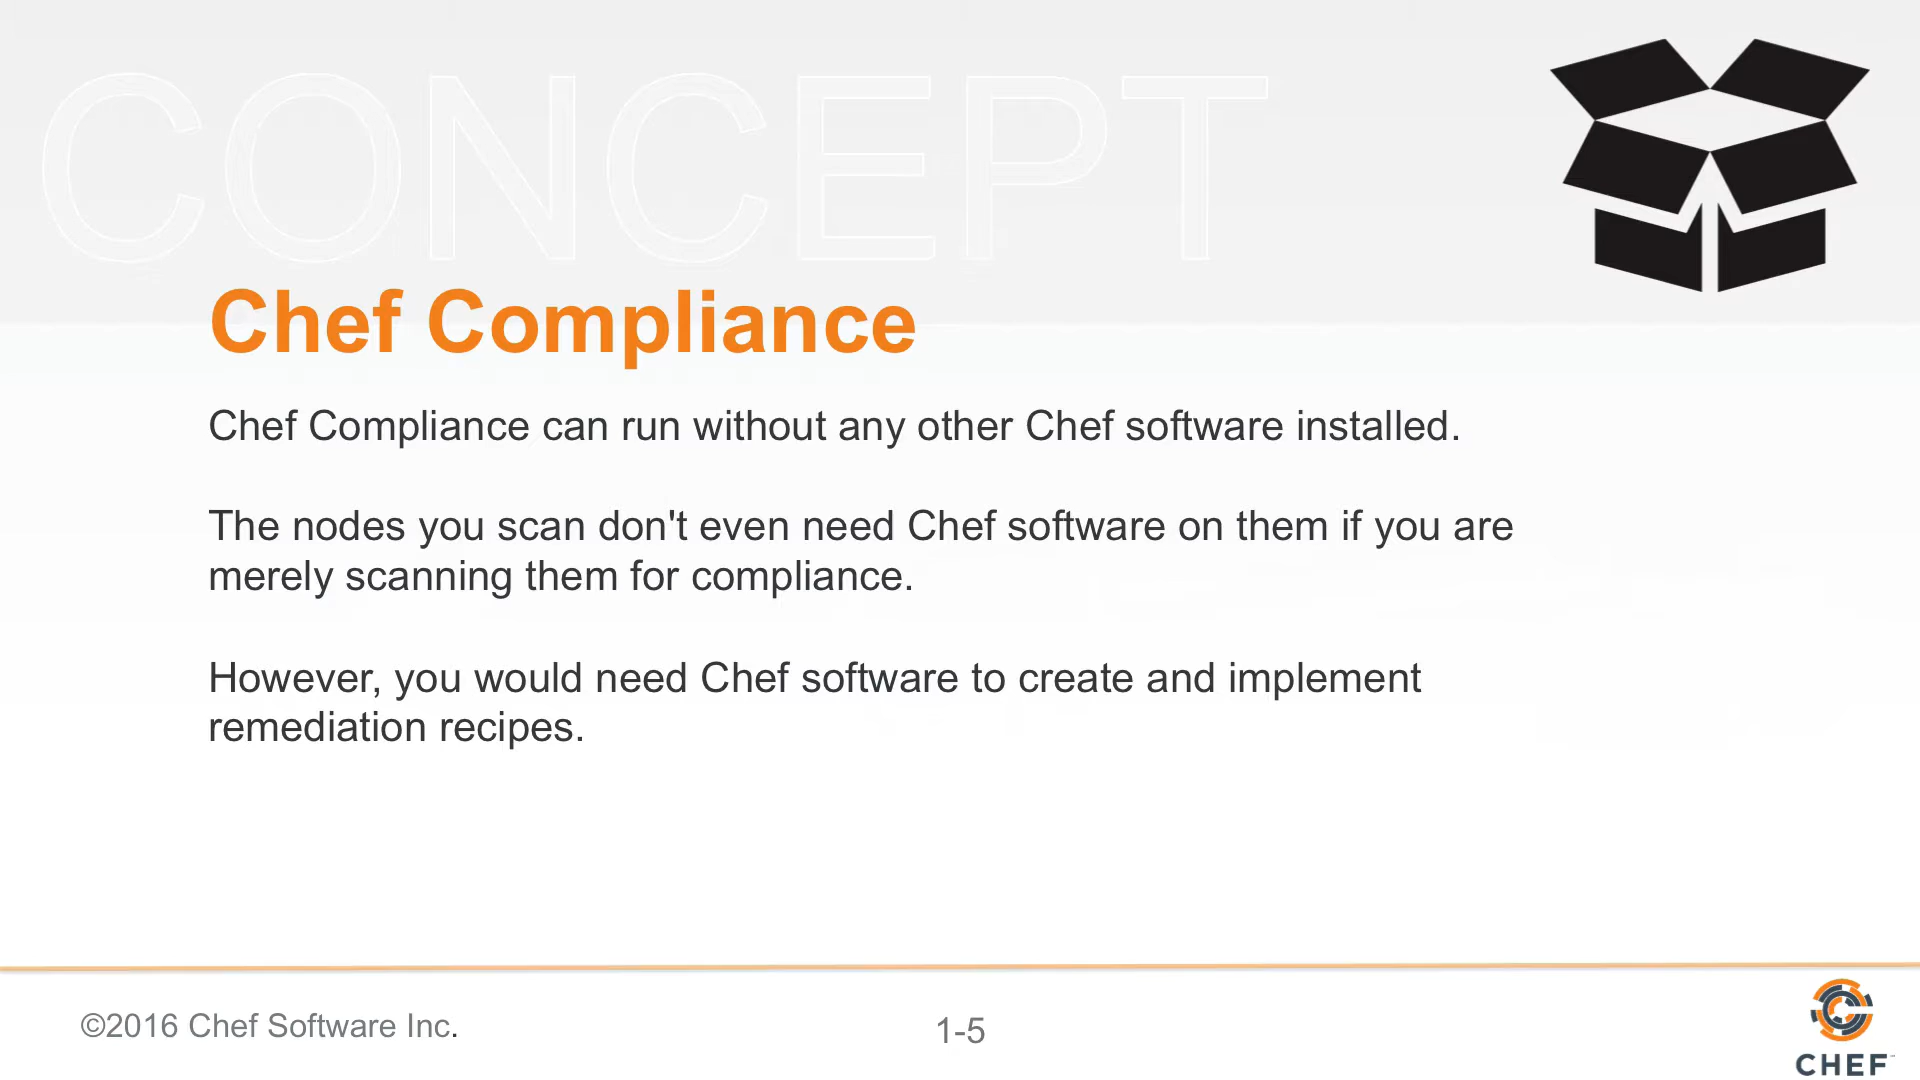 CONCEPT
Chef Compliance
Chef Compliance can run without any other Chef software installed.
The nodes you scan don't even need Chef software on them if you are
merely scanning them for compliance.
However, you would need Chef software to create and implement
remediation recipes.
©2016 Chef Software Inc.
1-5
CHEF™